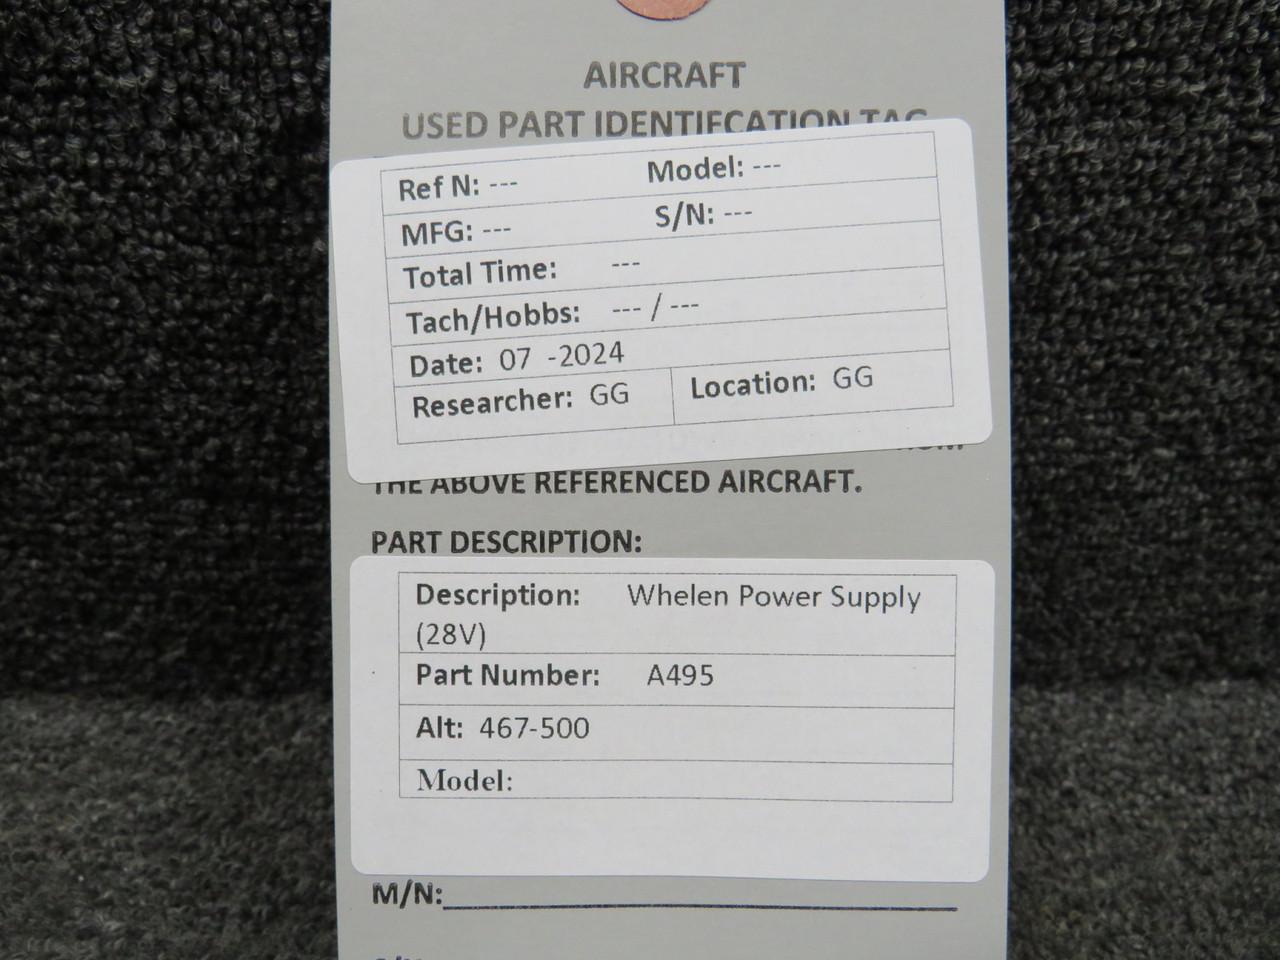 AIRCRAFT
USED PART IDENTIFCATION TAG
Ref N: --- Model: ---
MFG: --- S/N: ---
Total Time: ---
Tach/Hobbs: --- / ---
Date: 07 -2024
Researcher: GG Location: GG
THE ABOVE REFERENCED AIRCRAFT.
PART DESCRIPTION:
Description: Whelen Power Supply
(28V)
Part Number: A495
Alt: 467-500
Model:
M/N: